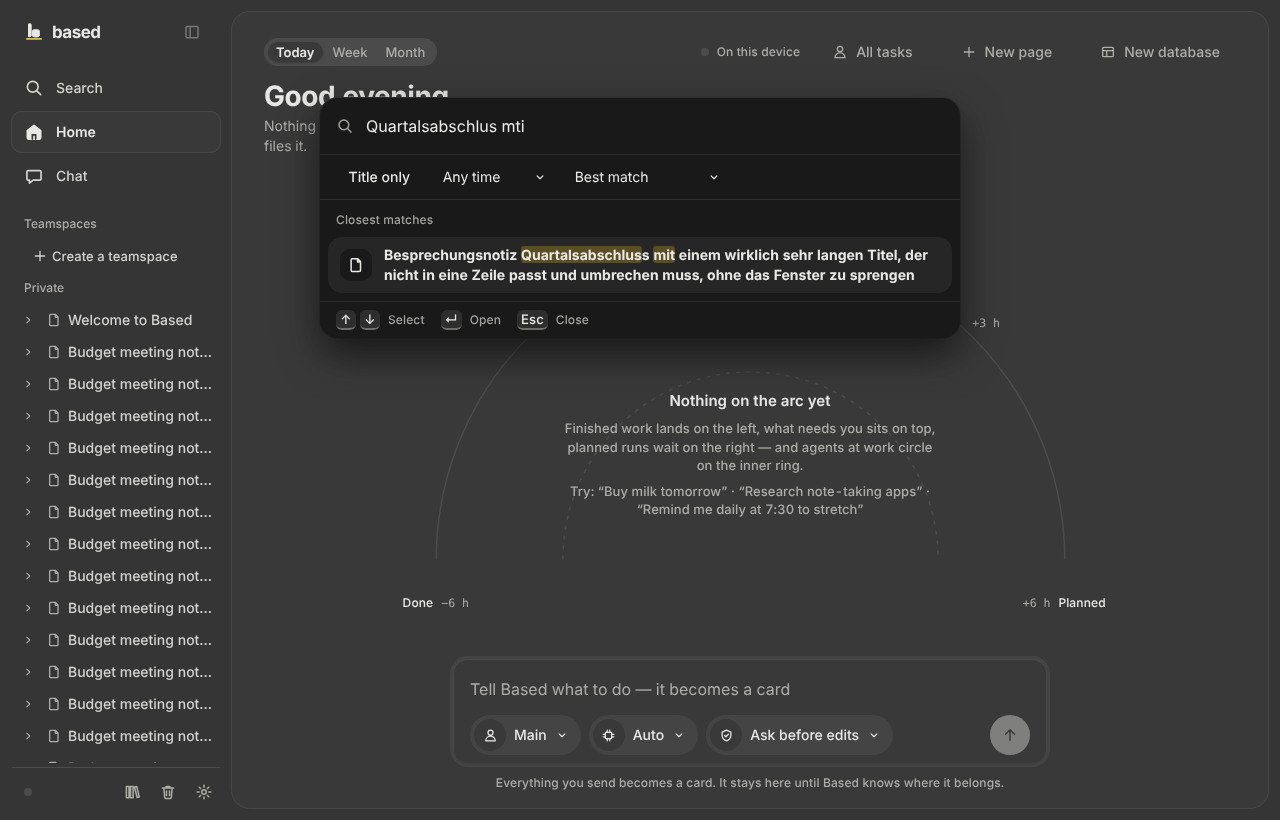 based
Search
Home
Chat
Teamspaces
Create a teamspace
Private
Welcome to Based
Budget meeting not...
Budget meeting not...
Budget meeting not...
Budget meeting not...
Budget meeting not...
Budget meeting not...
Budget meeting not...
Budget meeting not...
Budget meeting not...
Budget meeting not...
Budget meeting not...
Budget meeting not...
Budget meeting not...
Today Week Month
On this device
All tasks
New page
New database
Good evening
Nothing
files it.
Quartalsabschlus mti
Title only Any time Best match
Closest matches
Besprechungsnotiz Quartalsabschluss mit einem wirklich sehr langen Titel, der
nicht in eine Zeile passt und umbrechen muss, ohne das Fenster zu sprengen
Select Open Esc Close
+3 h
Nothing on the arc yet
Finished work lands on the left, what needs you sits on top,
planned runs wait on the right — and agents at work circle
on the inner ring.
Try: “Buy milk tomorrow” · “Research note-taking apps” ·
“Remind me daily at 7:30 to stretch”
Done −6 h
+6 h Planned
Tell Based what to do — it becomes a card
Main Auto Ask before edits
Everything you send becomes a card. It stays here until Based knows where it belongs.